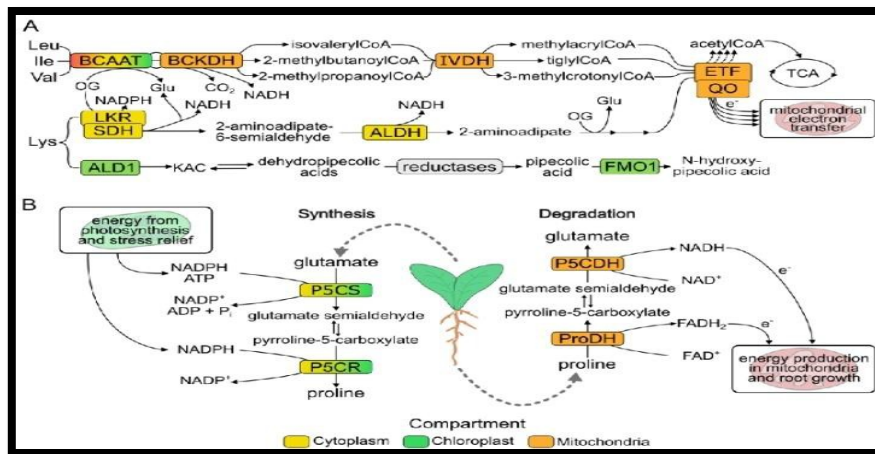 A
Leu
Ile
Val
BCAAT
BCKDH
isovalerylCoA
2-methylbutanoylCoA
2-methylpropanoylCoA
IVDH
methylacrylCoA
tiglylCoA
3-methylcrotonylCoA
acetylCoA
ETF
QO
TCA
OG
NADPH
Glu
NADH
CO2
NADH
e-
mitochondrial
electron
transfer
Lys
LKR
SDH
2-aminoadipate-
6-semialdehyde
NADH
ALDH
2-aminoadipate
OG
Glu
ALD1
KAC
dehydropipecolic
acids
reductases
pipecolic
acid
FMO1
N-hydroxy-
pipecolic acid
B
energy from
photosynthesis
and stress relief
Synthesis
Degradation
glutamate
NADPH
ATP
P5CS
NADP+
ADP + Pi
glutamate semialdehyde
pyrroline-5-carboxylate
NADPH
P5CR
NADP+
proline
glutamate
P5CDH
NADH
NAD+
glutamate semialdehyde
pyrroline-5-carboxylate
FADH2
ProDH
FAD+
proline
e-
e-
energy production
in mitochondria
and root growth
Compartment
Cytoplasm
Chloroplast
Mitochondria